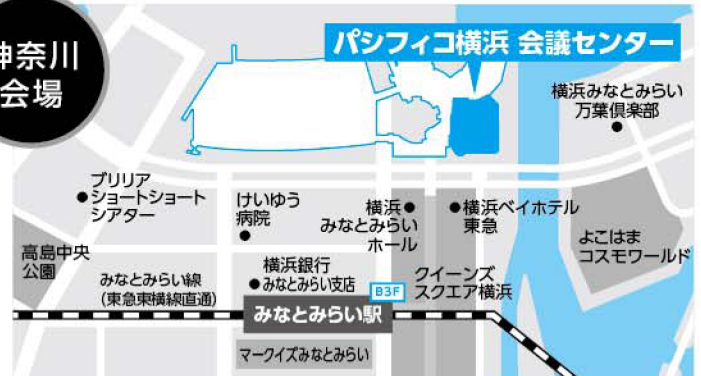 神奈川
会場
パシフィコ横浜 会議センター
横浜みなとみらい
万葉倶楽部
ブリリア
ショートショート
シアター
けいゆう
病院
横浜
みなとみらい
ホール
横浜ベイホテル
東急
よこはま
コスモワールド
高島中央
公園
みなとみらい線
(東急東横線直通)
横浜銀行
みなとみらい支店
B3F
クイーンズ
スクエア横浜
みなとみらい駅
マークイズみなとみらい